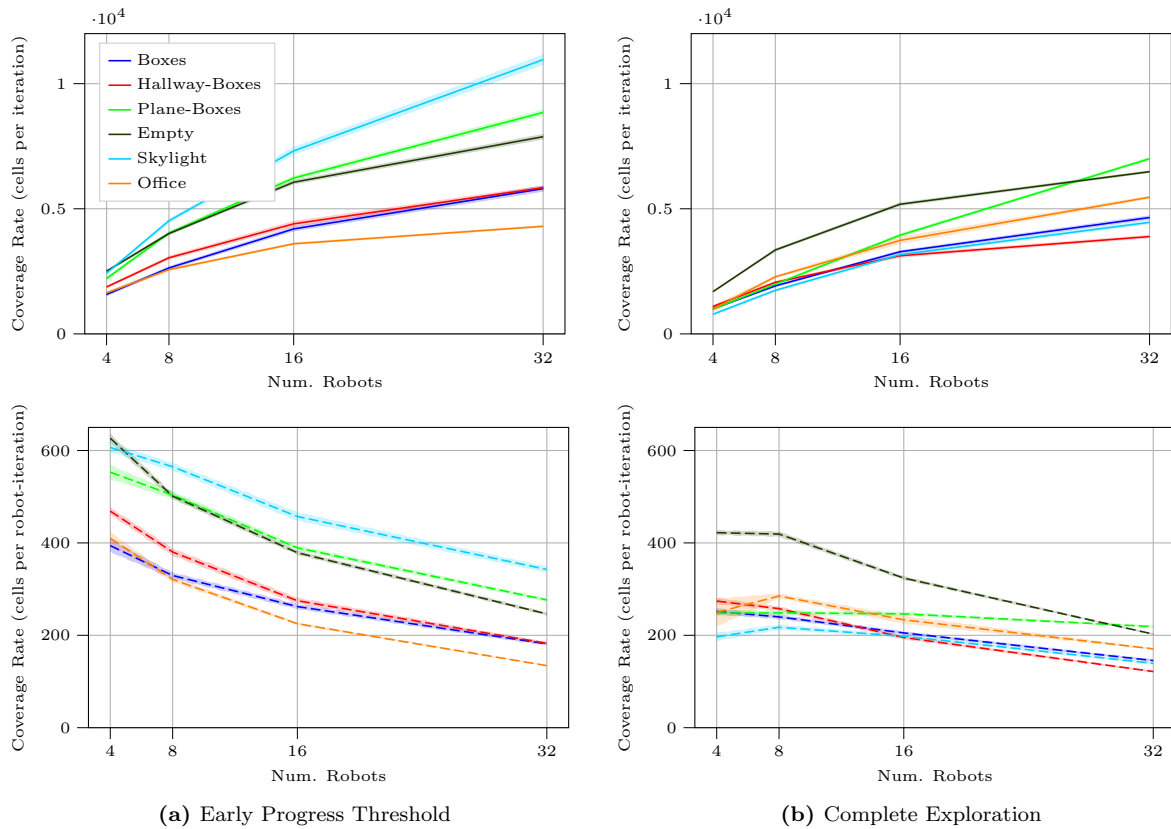 ·10⁴
Coverage Rate (cells per iteration)
1
0.5
0
Boxes
Hallway-Boxes
Plane-Boxes
Empty
Skylight
Office
4 8 16 32
Num. Robots
·10⁴
Coverage Rate (cells per iteration)
1
0.5
0
4 8 16 32
Num. Robots
Coverage Rate (cells per robot-iteration)
600
400
200
0
4 8 16 32
Num. Robots
(a) Early Progress Threshold
Coverage Rate (cells per robot-iteration)
600
400
200
0
4 8 16 32
Num. Robots
(b) Complete Exploration